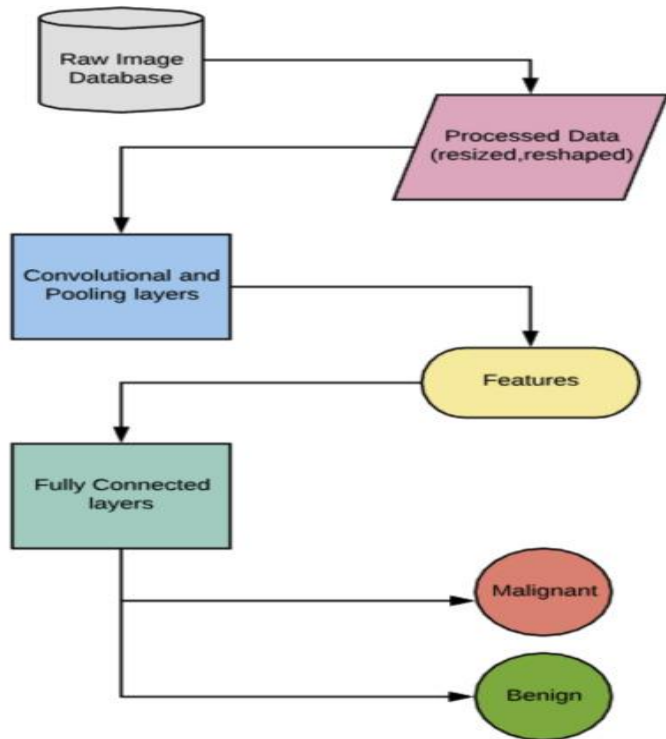 Raw Image
Database
Processed Data
(resized,reshaped)
Convolutional and
Pooling layers
Features
Fully Connected
layers
Malignant
Benign